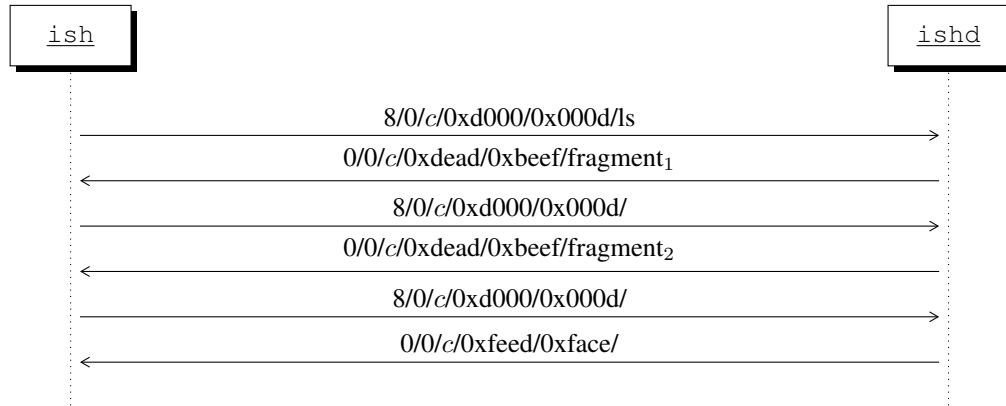 ish
ishd
8/0/c/0xd000/0x000d/ls
0/0/c/0xdead/0xbeef/fragment₁
8/0/c/0xd000/0x000d/
0/0/c/0xdead/0xbeef/fragment₂
8/0/c/0xd000/0x000d/
0/0/c/0xfeed/0xface/